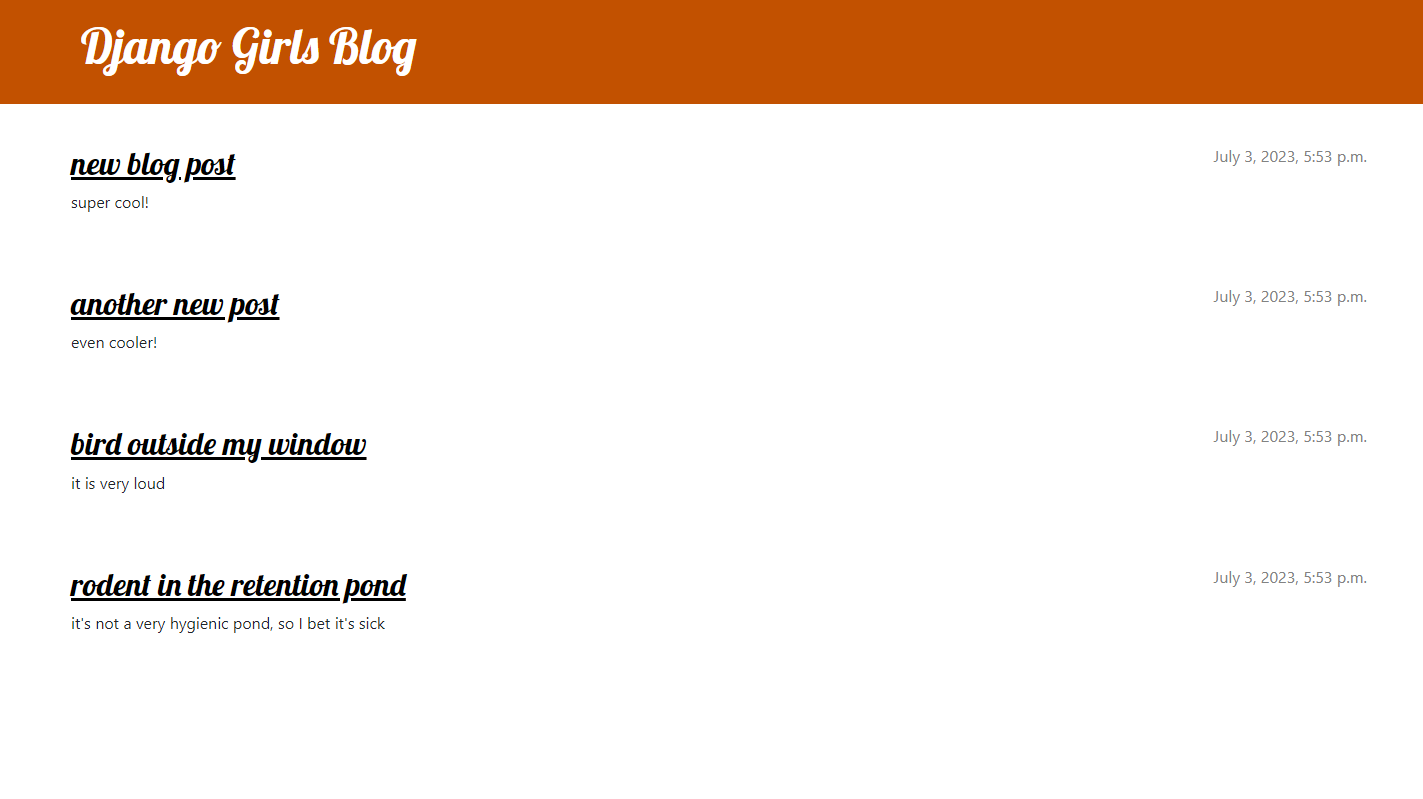 Django Girls Blog
new blog post
July 3, 2023, 5:53 p.m.
super cool!
another new post
July 3, 2023, 5:53 p.m.
even cooler!
bird outside my window
July 3, 2023, 5:53 p.m.
it is very loud
rodent in the retention pond
July 3, 2023, 5:53 p.m.
it's not a very hygienic pond, so I bet it's sick